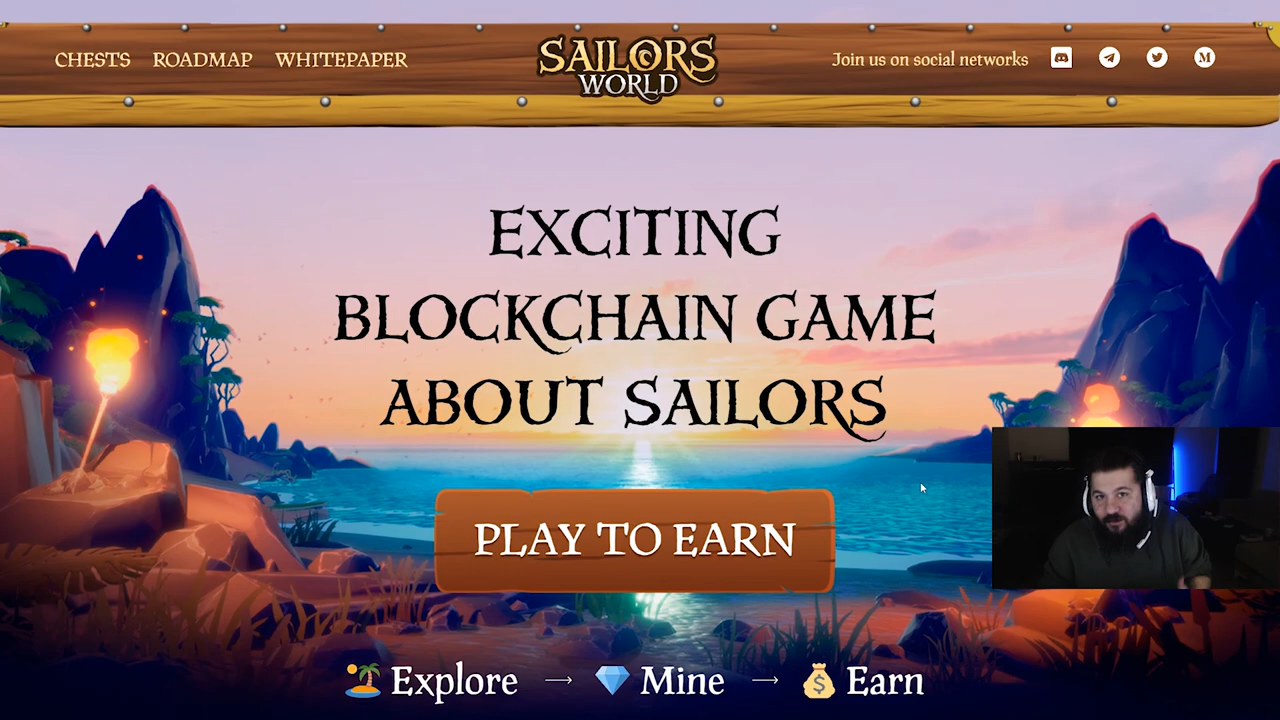 CHESTS ROADMAP WHITEPAPER
SAILORS
WORLD
Join us on social networks
M
EXCITING
BLOCKCHAIN GAME
ABOUT SAILORS
PLAY TO EARN
Explore → Mine → $ Earn